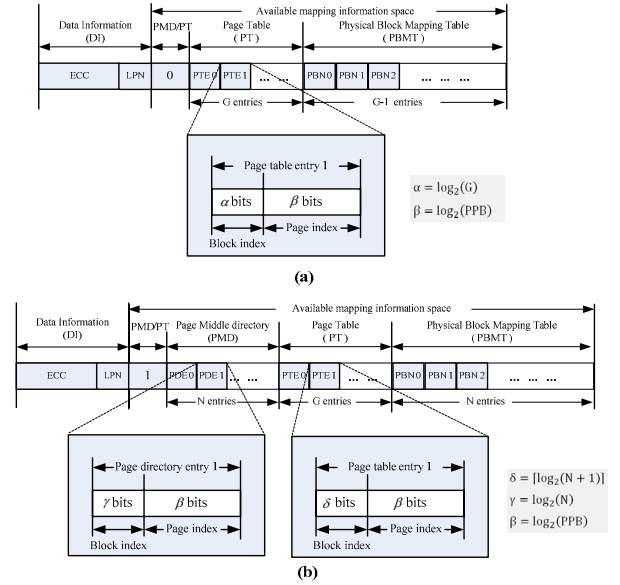 Available mapping information space
Data Information
(DI)
PMD/PT
Page Table
( PT )
Physical Block Mapping Table
( PBMT )
ECC LPN 0 PTE 0 PTE 1 ... ... PBN 0 PBN 1 PBN 2 ... ... ...
G entries G-1 entries
Page table entry 1
α bits β bits
Page index
Block index
α = log₂(G)
β = log₂(PPB)
(a)
Available mapping information space
Data Information
(DI)
PMD/PT
Page Middle directory
(PMD)
Page Table
( PT )
Physical Block Mapping Table
( PBMT )
ECC LPN 1 PDE 0 PDE 1 ... ... PTE 0 PTE 1 ... ... PBN 0 PBN 1 PBN 2 ... ... ...
N entries G entries N entries
Page directory entry 1
γ bits β bits
Page index
Block index
Page table entry 1
δ bits β bits
Page index
Block index
δ = ⌈log₂(N + 1)⌉
γ = log₂(N)
β = log₂(PPB)
(b)